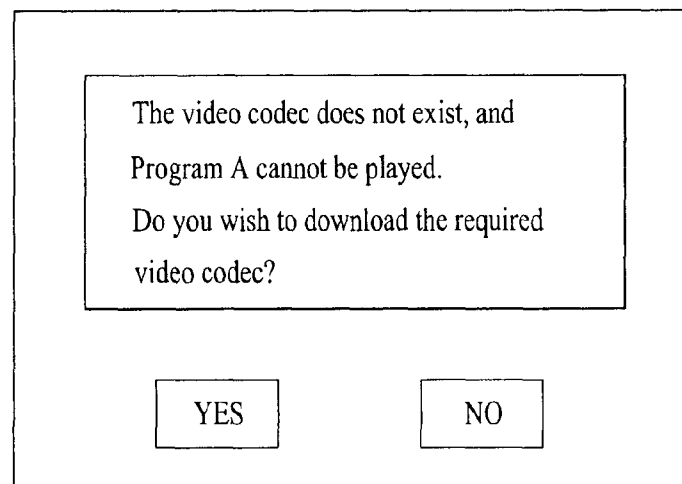 The video codec does not exist, and
Program A cannot be played.
Do you wish to download the required
video codec?
YES
NO